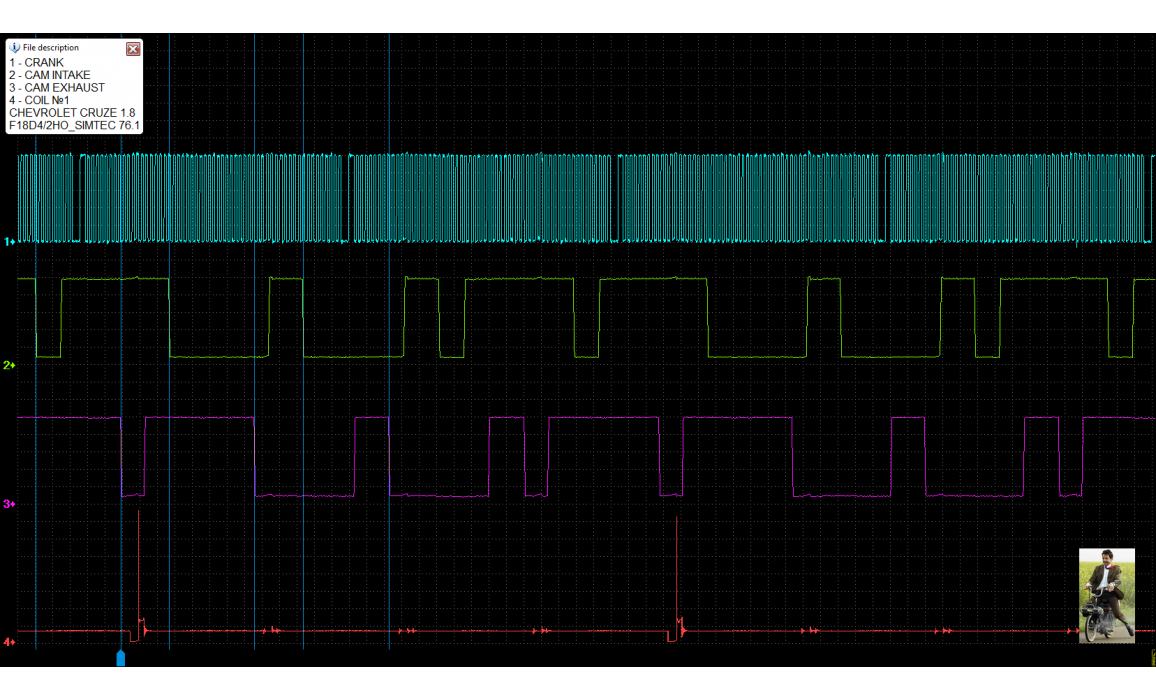 File description
1 - CRANK
2 - CAM INTAKE
3 - CAM EXHAUST
4 - COIL №1
CHEVROLET CRUZE 1.8
F18D4/2HO_SIMTEC 76.1
1
2
3
4